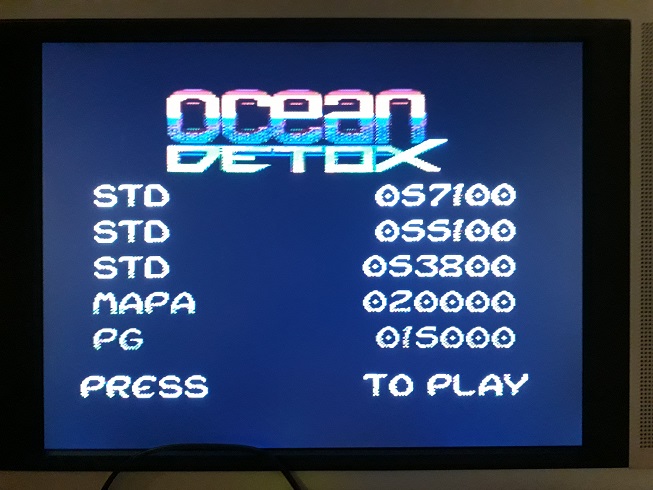 ocean
DETOX
STD 057100
STD 055100
STD 053800
MAPA 020000
PG 015000
PRESS TO PLAY